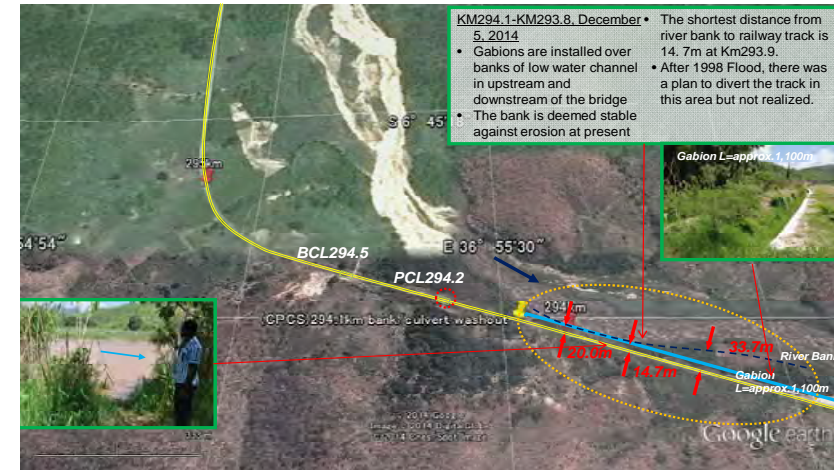 KM294.1-KM293.8, December
5, 2014
• Gabions are installed over
banks of low water channel
in upstream and
downstream of the bridge
• The bank is deemed stable
against erosion at present
• The shortest distance from
river bank to railway track is
14. 7m at Km293.9.
• After 1998 Flood, there was
a plan to divert the track in
this area but not realized.
Gabion L=approx.1,100m
S 6° 45'18"
54'54"
E 36° 55'30"
BCL294.5
PCL294.2
294km
(CPCS)294.1km bank/culvert washout
20.0m
14.7m
33.7m
River Bank
Gabion
L=approx.1,100m
Google earth